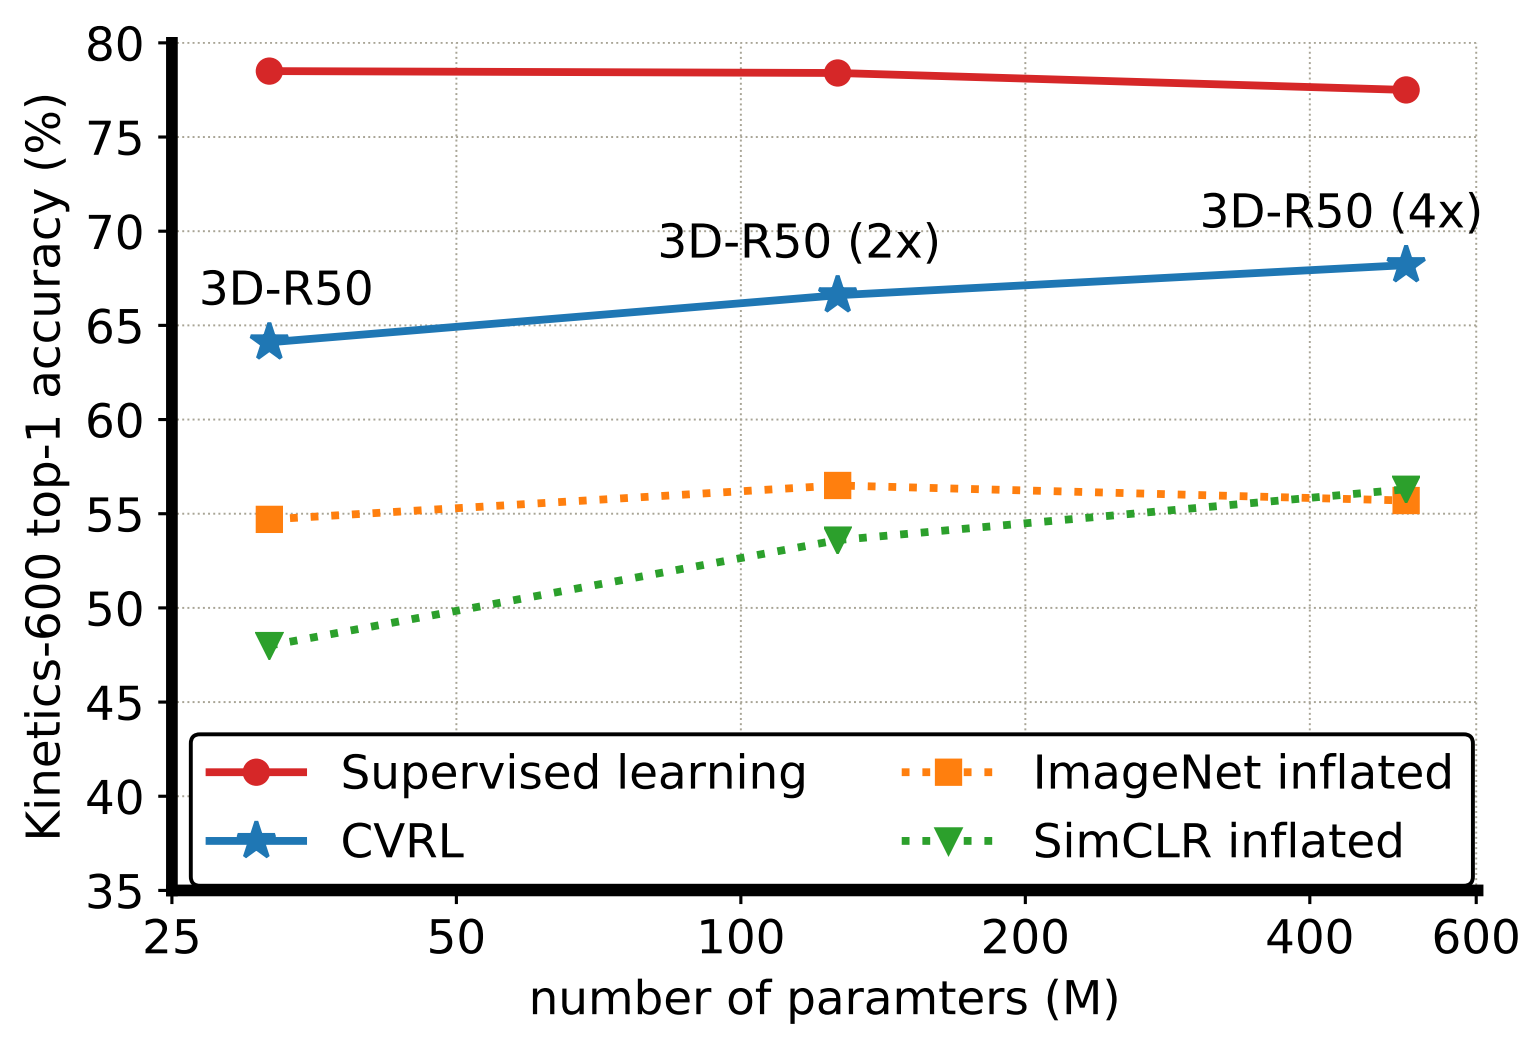 Kinetics-600 top-1 accuracy (%)
80
75
70
65
60
55
50
45
40
35
3D-R50
3D-R50 (2x)
3D-R50 (4x)
Supervised learning
CVRL
ImageNet inflated
SimCLR inflated
25 50 100 200 400 600
number of paramters (M)